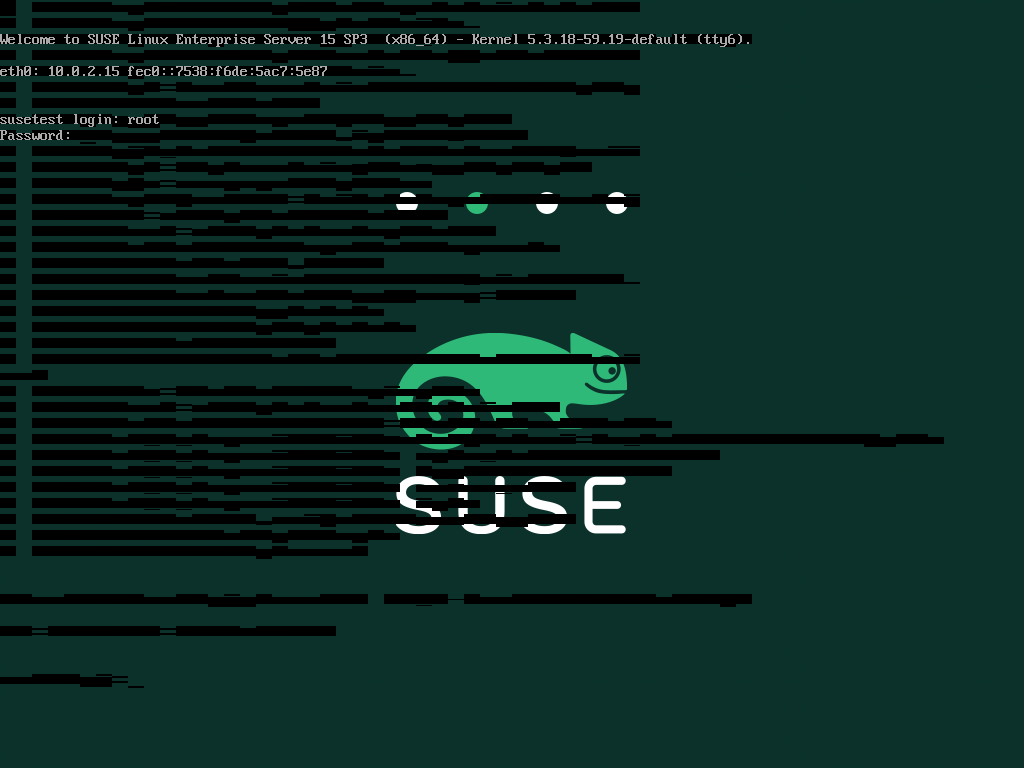 Welcome to SUSE Linux Enterprise Server 15 SP3  (x86_64) - Kernel 5.3.18-59.19-default (tty6).
eth0: 10.0.2.15 fec0::7538:f6de:5ac7:5e87
susetest login: root
Password:
SUSE